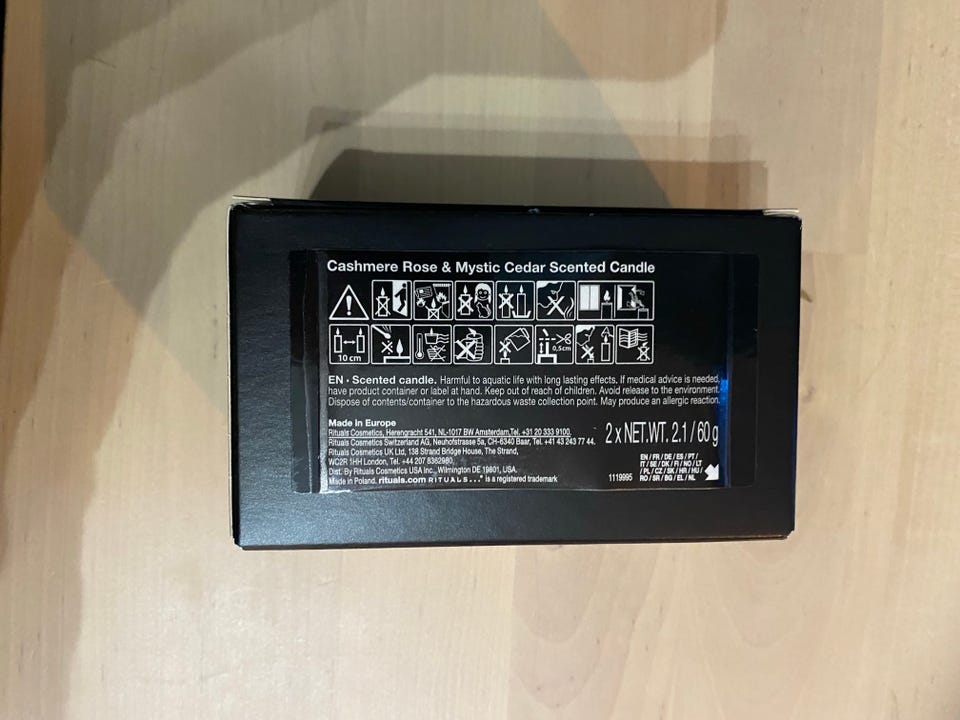 Cashmere Rose & Mystic Cedar Scented Candle
10 cm
0,5cm
EN · Scented candle. Harmful to aquatic life with long lasting effects. If medical advice is needed,
have product container or label at hand. Keep out of reach of children. Avoid release to the environment.
Dispose of contents/container to the hazardous waste collection point. May produce an allergic reaction.
Made in Europe
Rituals Cosmetics, Herengracht 541, NL-1017 BW Amsterdam,Tel. +31 20 333 9100.
Rituals Cosmetics Switzerland AG, Neuhofstrasse 5a, CH-6340 Baar, Tel. +41 43 243 77 44.
Rituals Cosmetics UK Ltd, 138 Strand Bridge House, The Strand,
WC2R 1HH London, Tel. +44 207 8362980.
Dist. By Rituals Cosmetics USA Inc., Wilmington DE 19801, USA.
Made in Poland. rituals.com RITUALS...® is a registered trademark
2 x NET.WT. 2.1 / 60 g
1119995
EN / FR / DE / ES / PT /
IT / SE / DK / FI / NO / LT
/ PL / CZ / SK / HR / HU /
RO / SR / BG / EL / NL